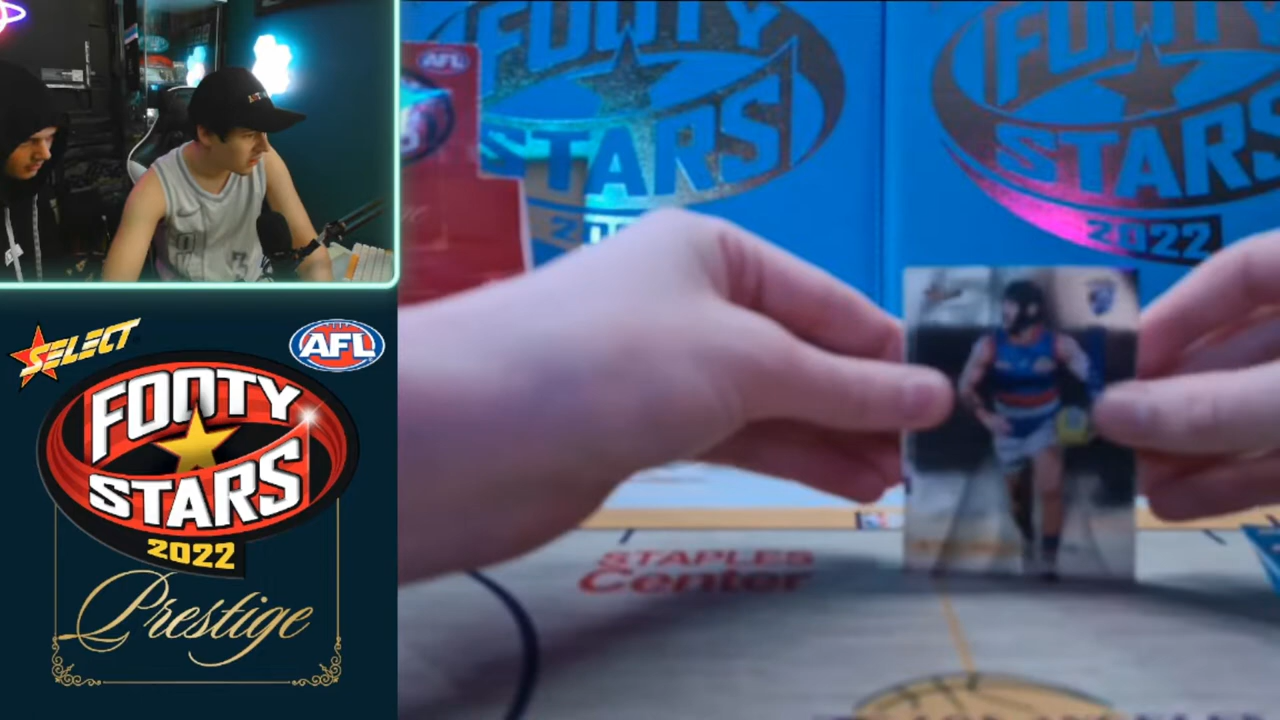 SELECT
AFL
FOOTY
STARS
2022
Prestige
AFL
FOOTY
STARS
2022
FOOTY
STARS
2022
STAPLES
Center